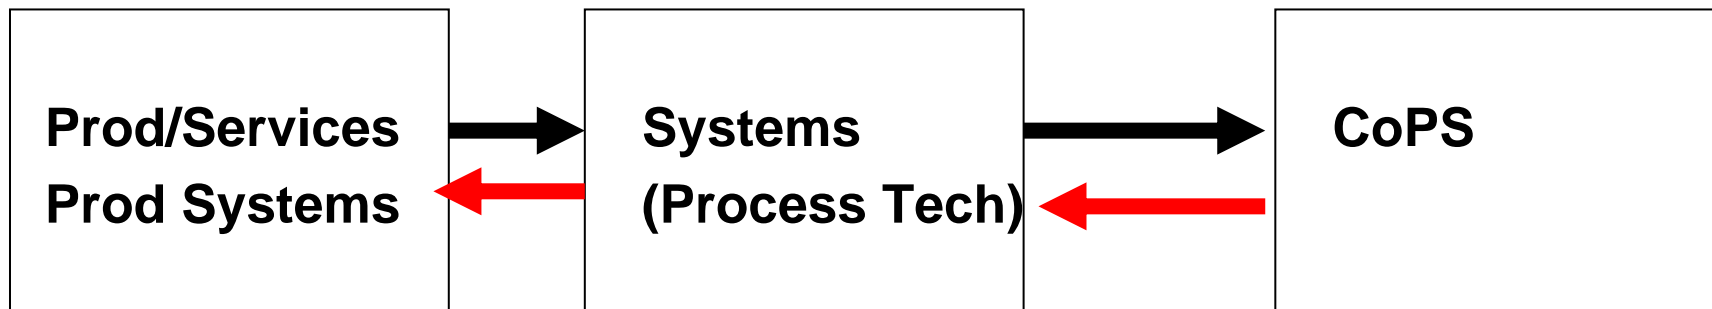 Prod/Services
Prod Systems
Systems
(Process Tech)
CoPS